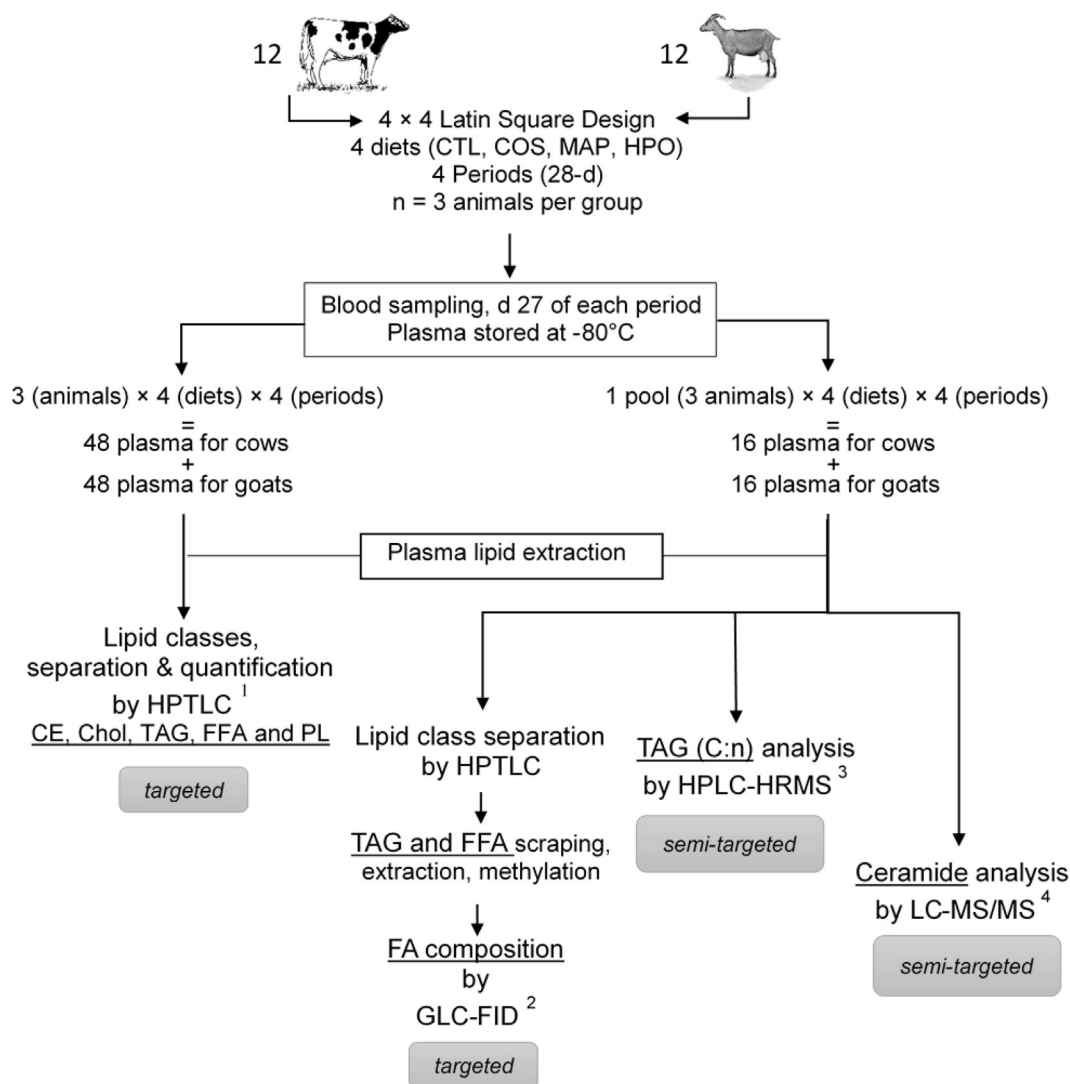 12
12
4 × 4 Latin Square Design
4 diets (CTL, COS, MAP, HPO)
4 Periods (28-d)
n = 3 animals per group
Blood sampling, d 27 of each period
Plasma stored at -80°C
3 (animals) × 4 (diets) × 4 (periods)
=
48 plasma for cows
+
48 plasma for goats
1 pool (3 animals) × 4 (diets) × 4 (periods)
=
16 plasma for cows
+
16 plasma for goats
Plasma lipid extraction
Lipid classes,
separation & quantification
by HPTLC 1
CE, Chol, TAG, FFA and PL
targeted
Lipid class separation
by HPTLC
TAG and FFA scraping,
extraction, methylation
FA composition
by
GLC-FID 2
targeted
TAG (C:n) analysis
by HPLC-HRMS 3
semi-targeted
Ceramide analysis
by LC-MS/MS 4
semi-targeted